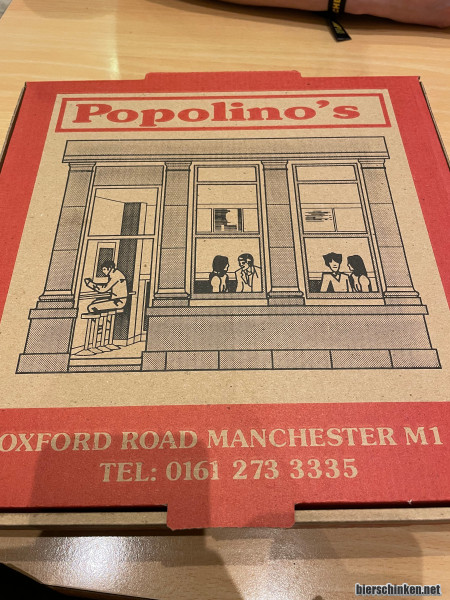 Popolino's
OXFORD ROAD MANCHESTER M1
TEL: 0161 273 3335
bierschinken.net